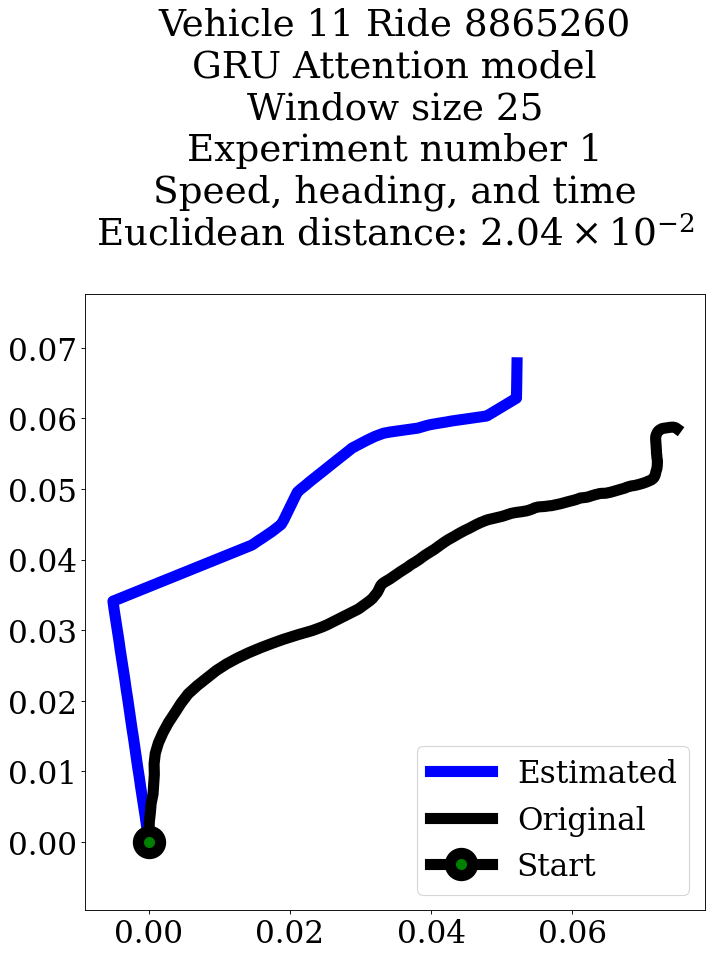 Vehicle 11 Ride 8865260
GRU Attention model
Window size 25
Experiment number 1
Speed, heading, and time
Euclidean distance: 2.04 × 10⁻²
0.07
0.06
0.05
0.04
0.03
0.02
0.01
0.00
Estimated
Original
Start
0.00 0.02 0.04 0.06